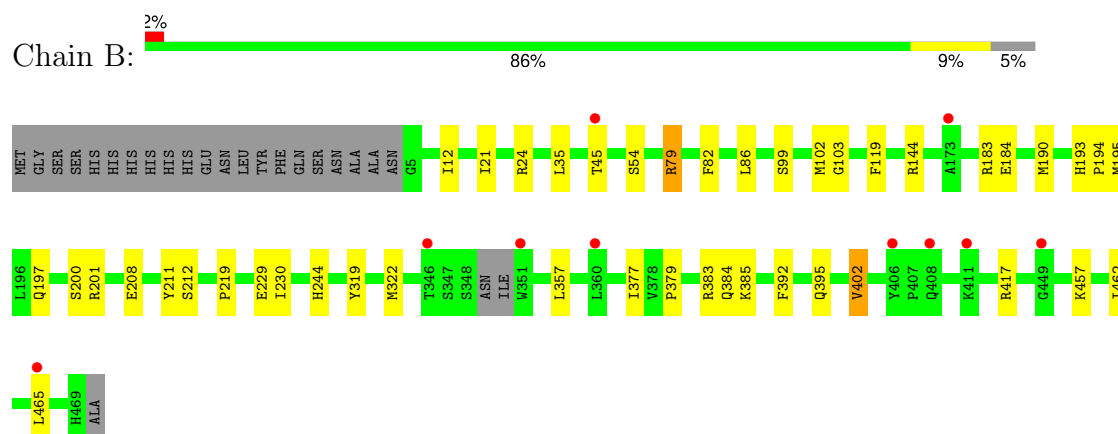 2%
Chain B:
86% 9% 5%
MET GLY SER SER HIS HIS HIS HIS HIS HIS GLU ASN LEU TYR PHE GLN SER ASN ALA ALA ASN G5 I12 I21 R24 L35 T45 S54 R79 F82 L86 S99 M102 G103 F119 R144 A173 R183 E184 M190 H193 P194 M195
L196 Q197 S200 R201 E208 Y211 S212 P219 E229 I230 H244 Y319 M322 T346 S347 S348 ASN ILE W351 L357 L360 I377 V378 P379 R383 Q384 K385 F392 Q395 V402 Y406 P407 Q408 K411 R417 G449 K457 I462
L465 H469 ALA